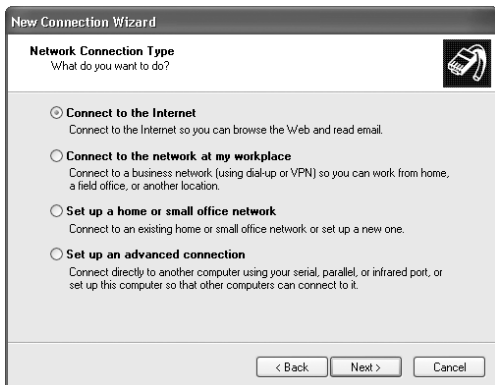 New Connection Wizard
Network Connection Type
What do you want to do?
Connect to the Internet
Connect to the Internet so you can browse the Web and read email.
Connect to the network at my workplace
Connect to a business network (using dial-up or VPN) so you can work from home,
a field office, or another location.
Set up a home or small office network
Connect to an existing home or small office network or set up a new one.
Set up an advanced connection
Connect directly to another computer using your serial, parallel, or infrared port, or
set up this computer so that other computers can connect to it.
< Back Next > Cancel